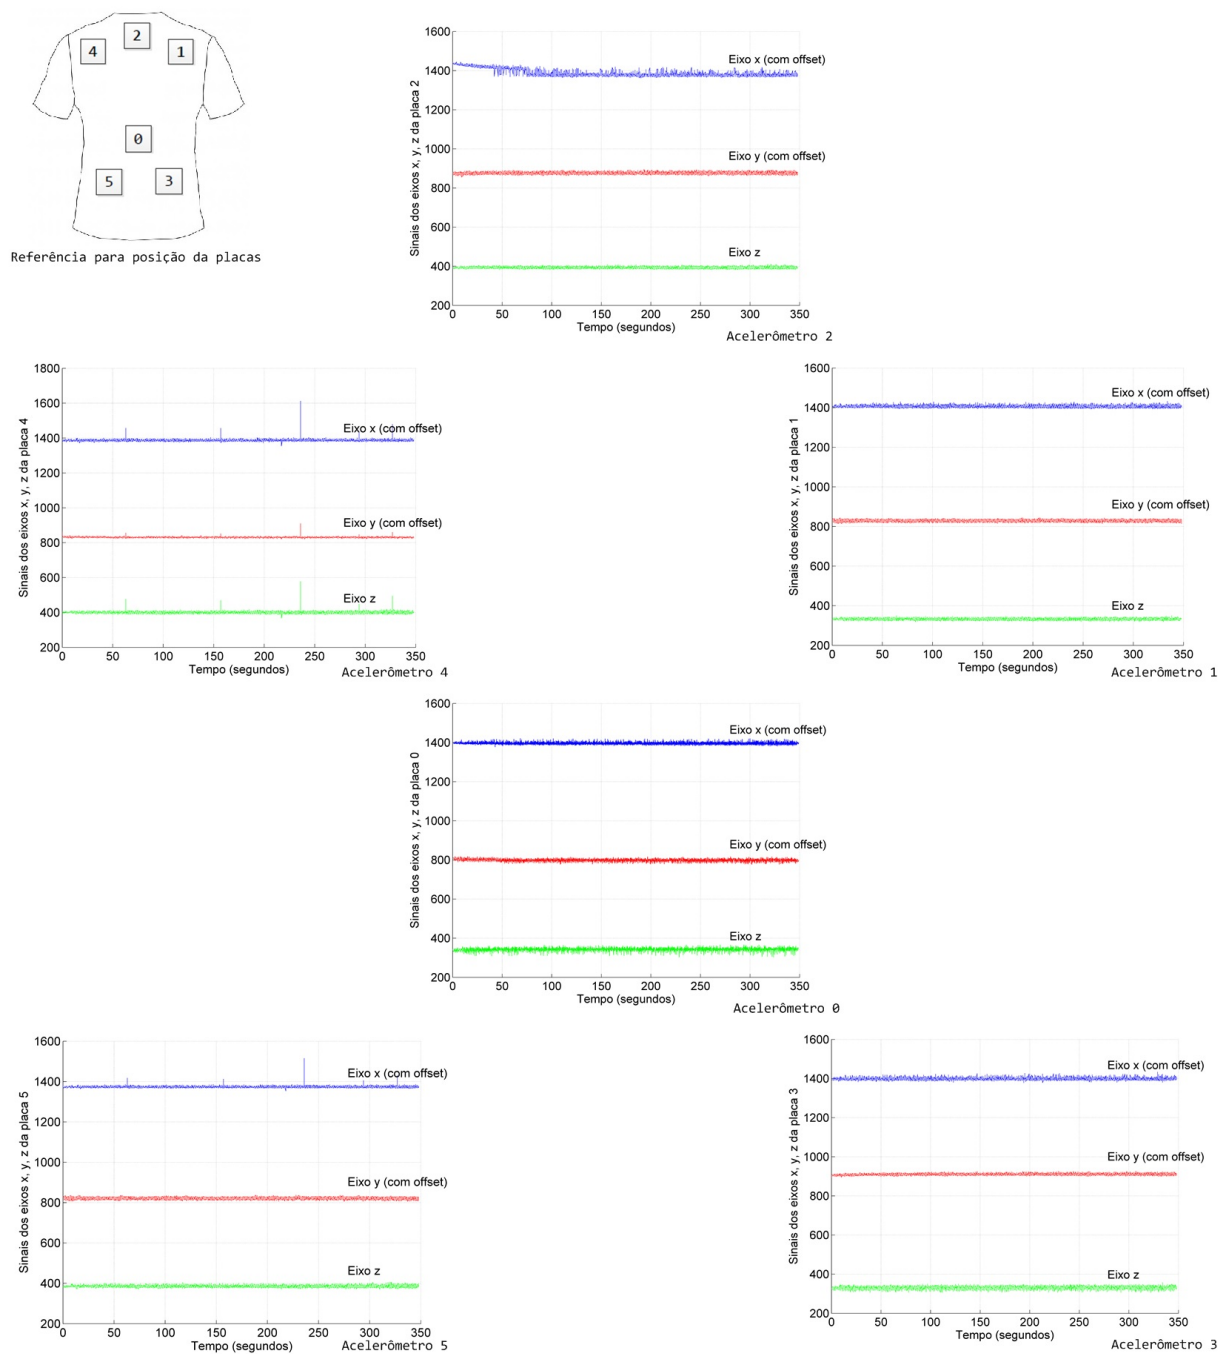 2
4
1
0
5
3
Referência para posição da placas
Sinais dos eixos x, y, z da placa 2
1600
1400
1200
1000
800
600
400
200
Eixo x (com offset)
Eixo y (com offset)
Eixo z
0 50 100 150 200 250 300 350
Tempo (segundos)
Acelerômetro 2
Sinais dos eixos x, y, z da placa 4
1800
1600
1400
1200
1000
800
600
400
200
Eixo x (com offset)
Eixo y (com offset)
Eixo z
0 50 100 150 200 250 300 350
Tempo (segundos)
Acelerômetro 4
Sinais dos eixos x, y, z da placa 1
1600
1400
1200
1000
800
600
400
200
Eixo x (com offset)
Eixo y (com offset)
Eixo z
0 50 100 150 200 250 300 350
Tempo (segundos)
Acelerômetro 1
Sinais dos eixos x, y, z da placa 0
1600
1400
1200
1000
800
600
400
200
Eixo x (com offset)
Eixo y (com offset)
Eixo z
0 50 100 150 200 250 300 350
Tempo (segundos)
Acelerômetro 0
Sinais dos eixos x, y, z da placa 5
1600
1400
1200
1000
800
600
400
200
Eixo x (com offset)
Eixo y (com offset)
Eixo z
0 50 100 150 200 250 300 350
Tempo (segundos)
Acelerômetro 5
Sinais dos eixos x, y, z da placa 3
1600
1400
1200
1000
800
600
400
200
Eixo x (com offset)
Eixo y (com offset)
Eixo z
0 50 100 150 200 250 300 350
Tempo (segundos)
Acelerômetro 3